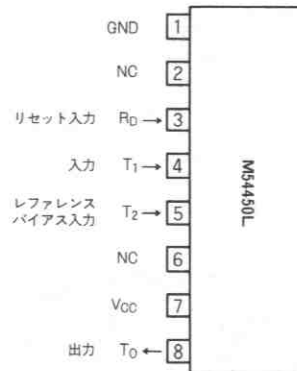 GND 1
NC 2
リセット入力 RD → 3
入力 T1 → 4
レファレンス
バイアス入力 T2 → 5
NC 6
VCC 7
出力 TO ← 8
M54450L